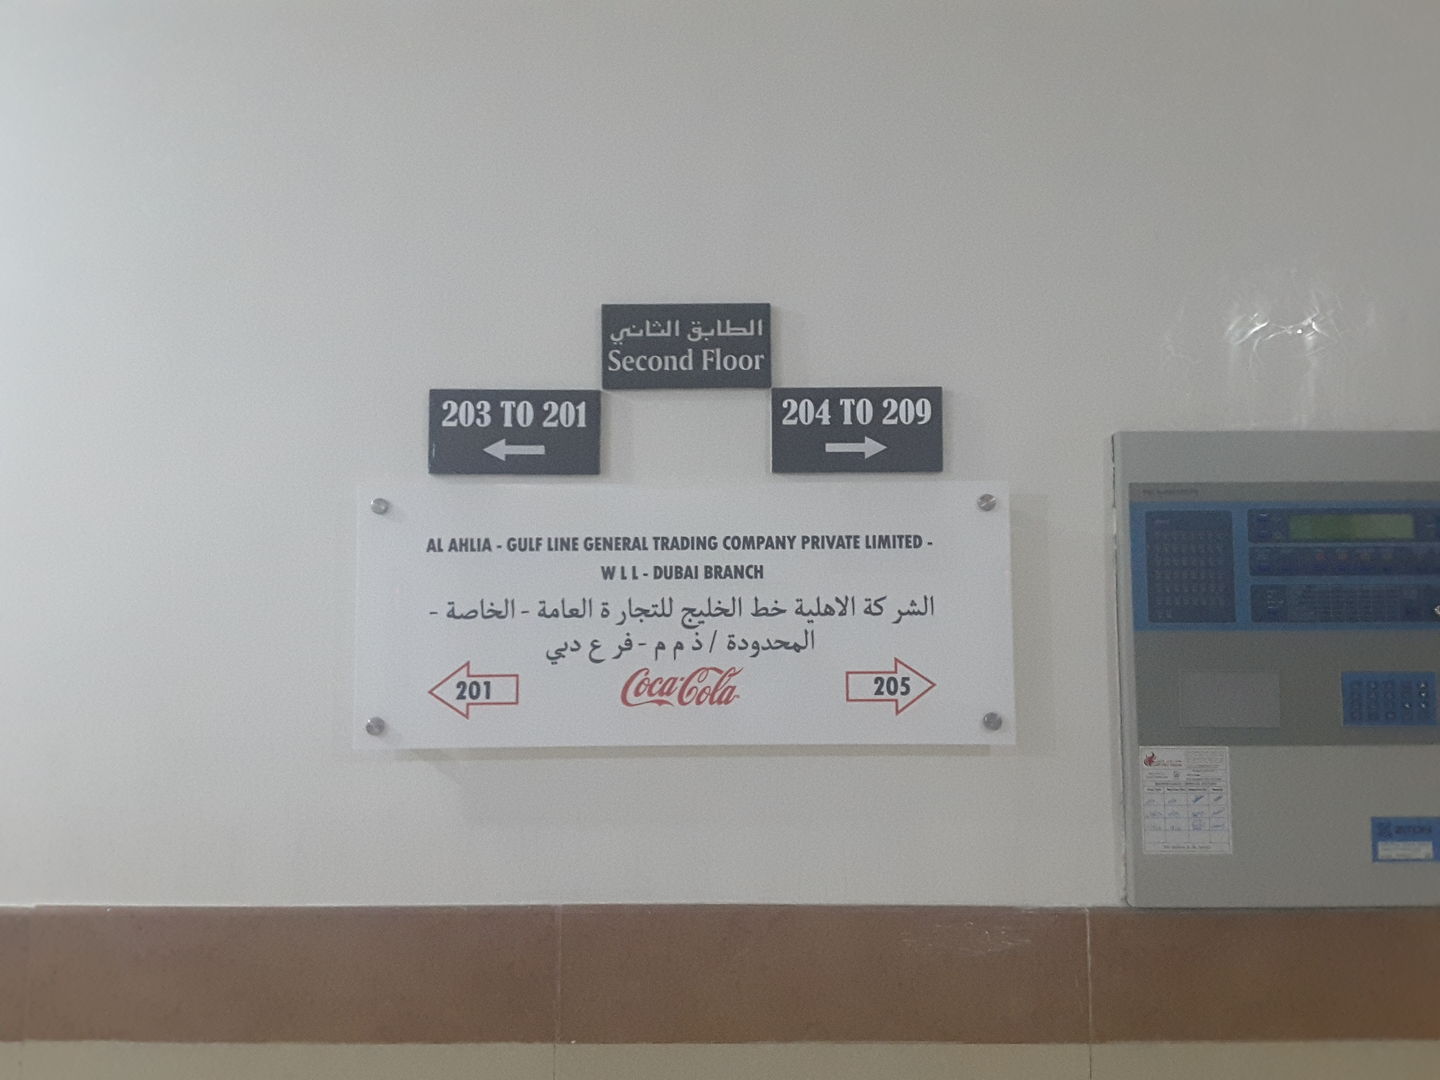 الطابق الثاني
Second Floor
203 TO 201
204 TO 209
AL AHLIA - GULF LINE GENERAL TRADING COMPANY PRIVATE LIMITED -
W L L - DUBAI BRANCH
الشركة الاهلية خط الخليج للتجارة العامة - الخاصة -
المحدودة / ذ م م - فرع دبي
201
Coca-Cola
205
ZITON